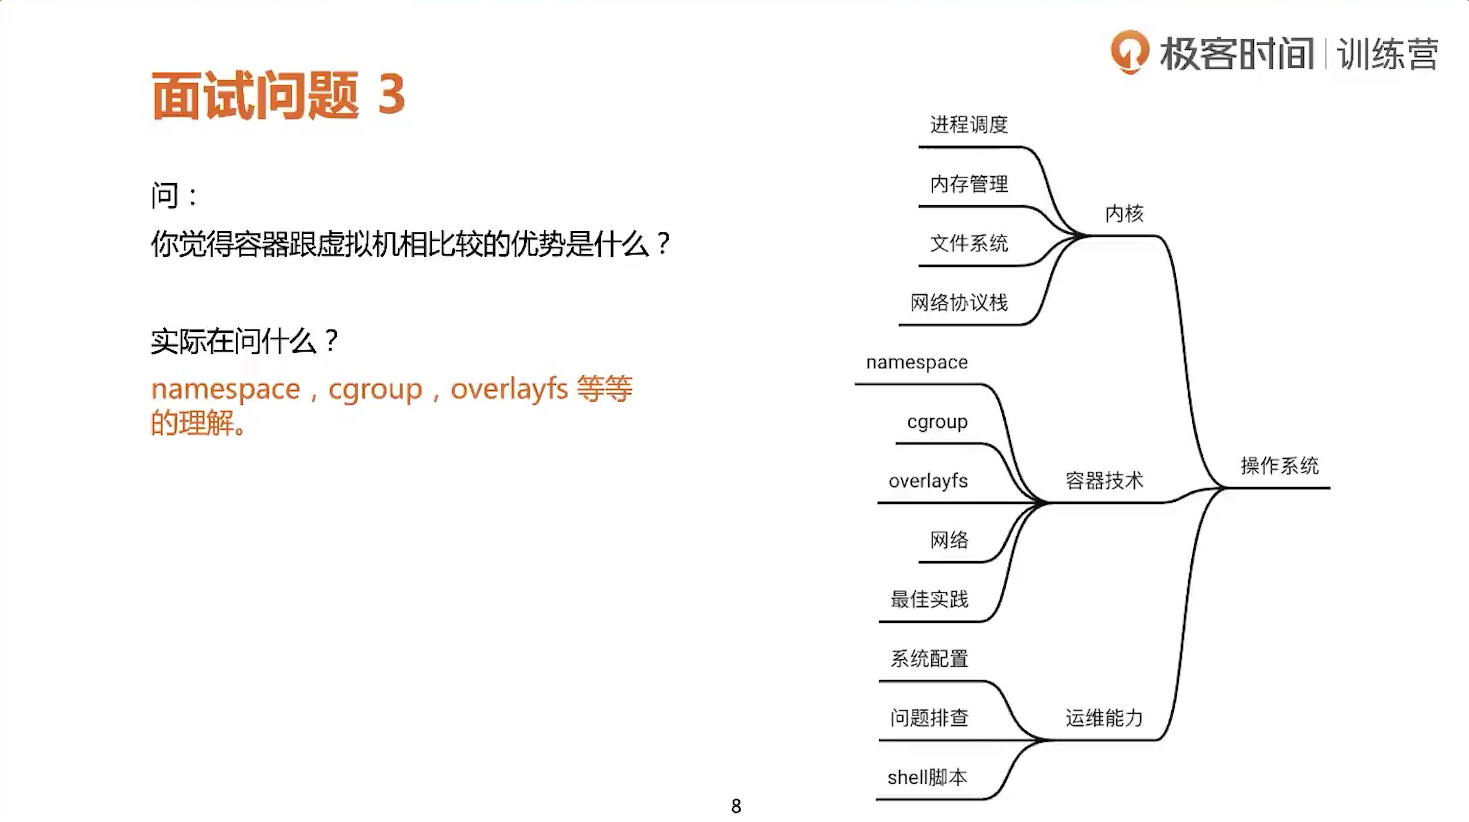 极客时间 | 训练营
面试问题 3
问：
你觉得容器跟虚拟机相比较的优势是什么？
实际在问什么？
namespace，cgroup，overlayfs 等等
的理解。
进程调度
内存管理
文件系统
网络协议栈
内核
namespace
cgroup
overlayfs
网络
最佳实践
容器技术
操作系统
系统配置
问题排查
shell脚本
运维能力
8